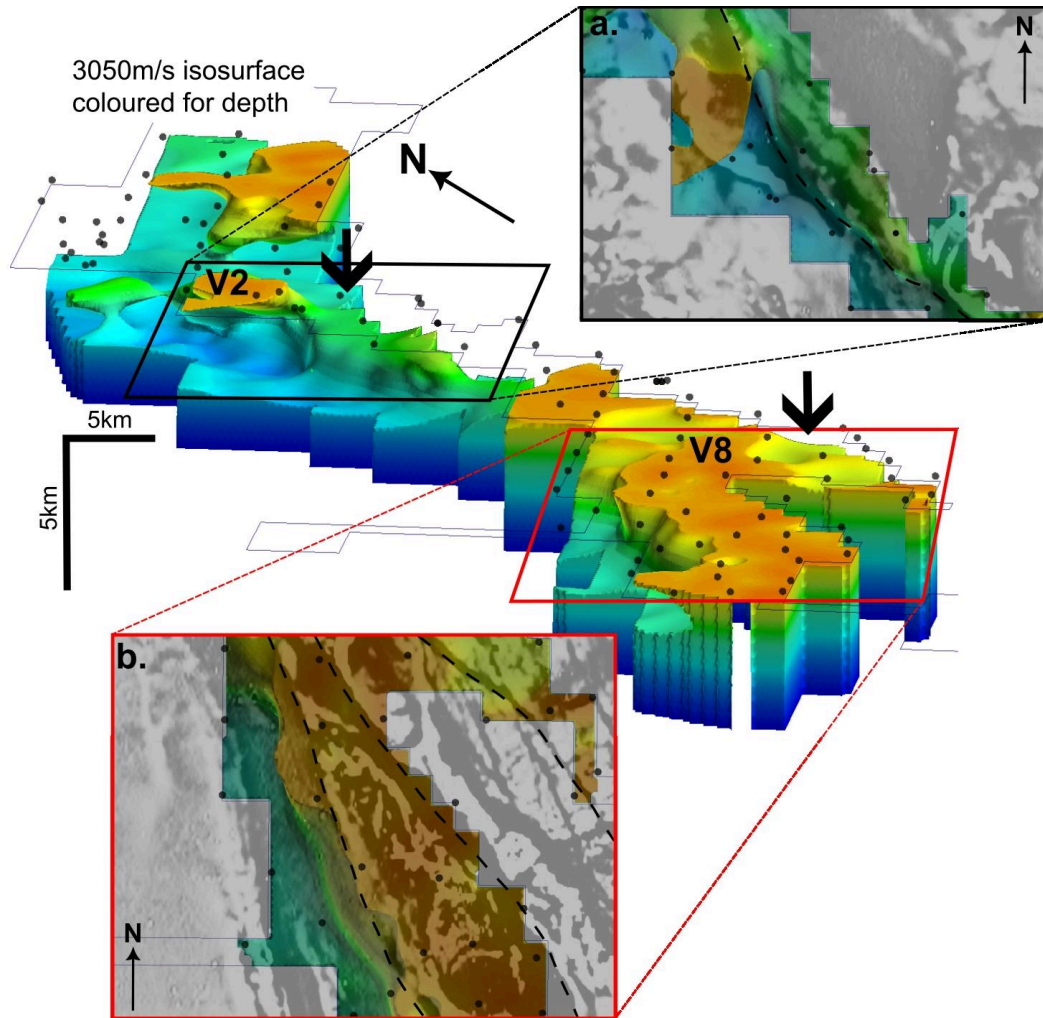 a.
N
3050m/s isosurface
coloured for depth
N
V2
5km
5km
V8
b.
N